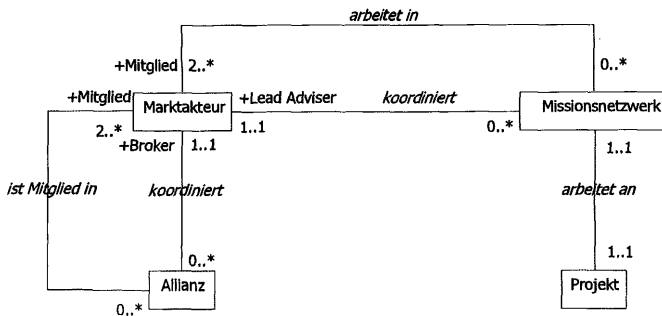 arbeitet in
+Mitglied 2..* 0..*
+Mitglied Marktakteur +Lead Adviser koordiniert Missionsnetzwerk
2..* 1..1 0..*
+Broker 1..1 1..1
ist Mitglied in koordiniert arbeitet an
0..* 1..1
Allianz Projekt
0..*